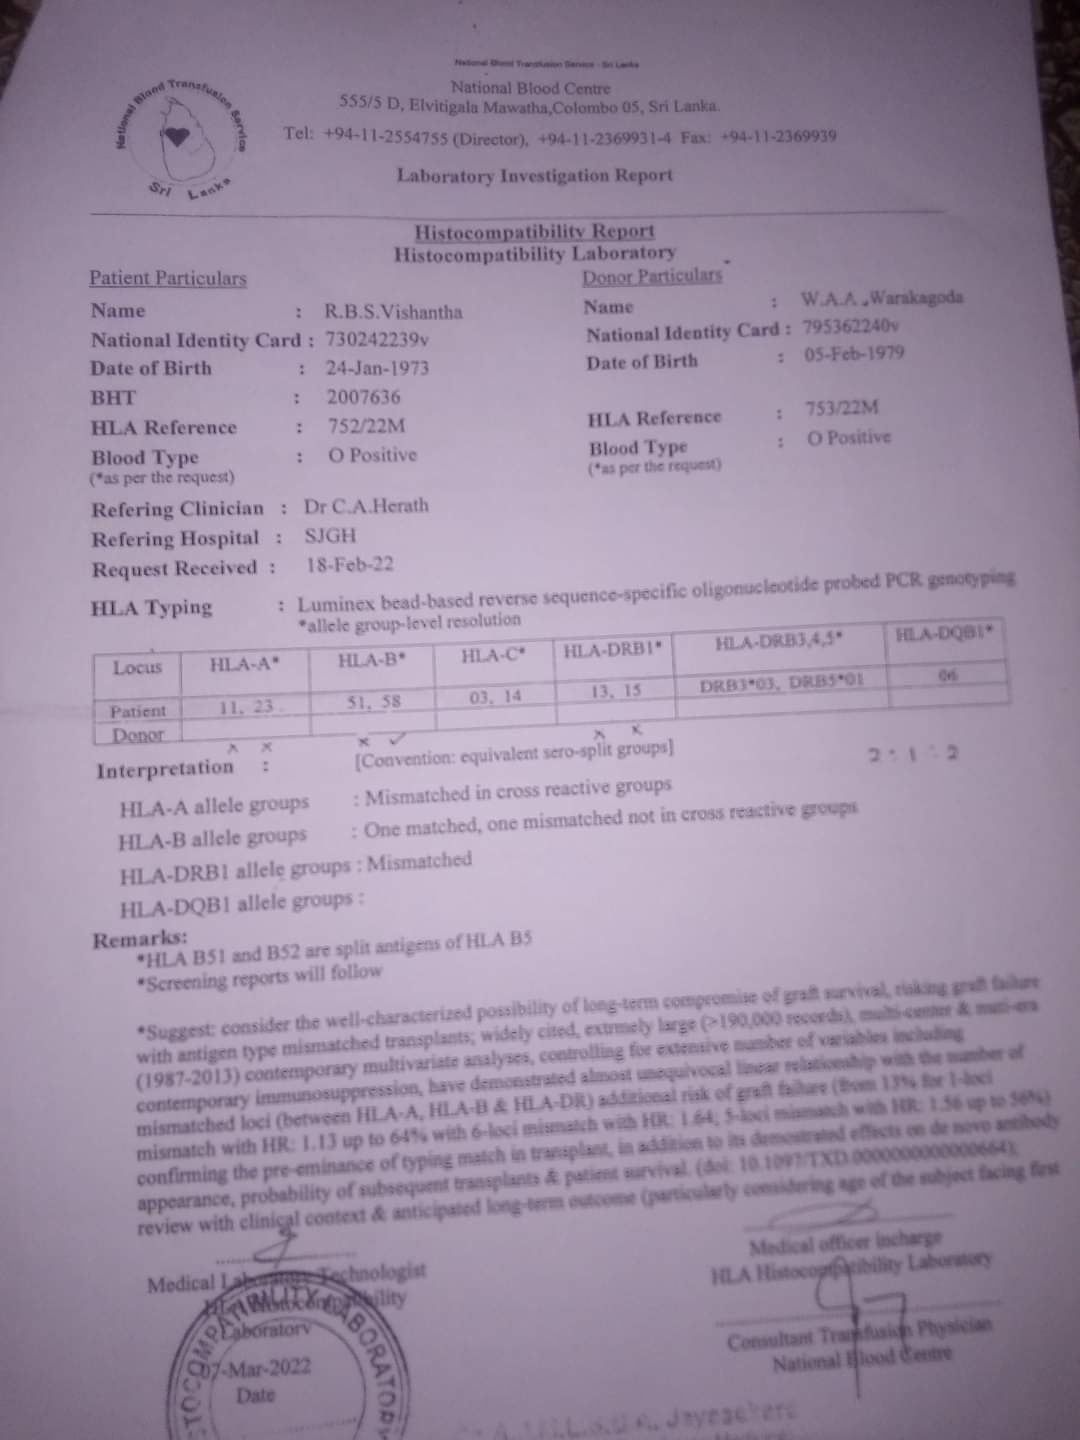 National Blood Transfusion Service - Sri Lanka
National Blood Centre
555/5 D, Elvitigala Mawatha,Colombo 05, Sri Lanka.
Tel: +94-11-2554755 (Director), +94-11-2369931-4 Fax: +94-11-2369939
National Blood Transfusion Service
Sri Lanka
Laboratory Investigation Report
Histocompatibility Report
Histocompatibility Laboratory
Patient Particulars
Name : R.B.S.Vishantha
National Identity Card : 730242239v
Date of Birth : 24-Jan-1973
BHT : 2007636
HLA Reference : 752/22M
Blood Type : O Positive
(*as per the request)
Donor Particulars
Name : W.A.A .Warakagoda
National Identity Card : 795362240v
Date of Birth : 05-Feb-1979
HLA Reference : 753/22M
Blood Type : O Positive
(*as per the request)
Refering Clinician : Dr C.A.Herath
Refering Hospital : SJGH
Request Received : 18-Feb-22
HLA Typing : Luminex bead-based reverse sequence-specific oligonucleotide probed PCR genotyping
*allele group-level resolution
Locus HLA-A* HLA-B* HLA-C* HLA-DRB1* HLA-DRB3,4,5* HLA-DQB1*
Patient 11, 23 51, 58 03, 14 13, 15 DRB3*03, DRB5*01 06
Donor
x x x ✓ x x
2 : 1 : 2
Interpretation : [Convention: equivalent sero-split groups]
HLA-A allele groups : Mismatched in cross reactive groups
HLA-B allele groups : One matched, one mismatched not in cross reactive groups
HLA-DRB1 allele groups : Mismatched
HLA-DQB1 allele groups :
Remarks:
*HLA B51 and B52 are split antigens of HLA B5
*Screening reports will follow
*Suggest: consider the well-characterized possibility of long-term compromise of graft survival, risking graft failure
with antigen type mismatched transplants; widely cited, extrmely large (>190,000 records), multi-center & muti-era
(1987-2013) contemporary multivariate analyses, controlling for extensive number of variables including
contemporary immunosuppression, have demonstrated almost unequivocal linear relationship with the number of
mismatched loci (between HLA-A, HLA-B & HLA-DR) additional risk of graft failure (from 13% for 1-loci
mismatch with HR: 1.13 up to 64% with 6-loci mismatch with HR: 1.64; 5-loci mismatch with HR: 1.56 up to 56%)
confirming the pre-eminance of typing match in transplant, in addition to its demostrated effects on de novo antibody
appearance, probability of subsequent transplants & patient survival. (doi: 10.1097/TXD.0000000000000664);
review with clinical context & anticipated long-term outcome (particularly considering age of the subject facing first
Medical Laboratory Technologist
HLA Histocompatibility
Laboratory
07-Mar-2022
Date
Medical officer incharge
HLA Histocompatibility Laboratory
Consultant Transfusion Physician
National Blood Centre